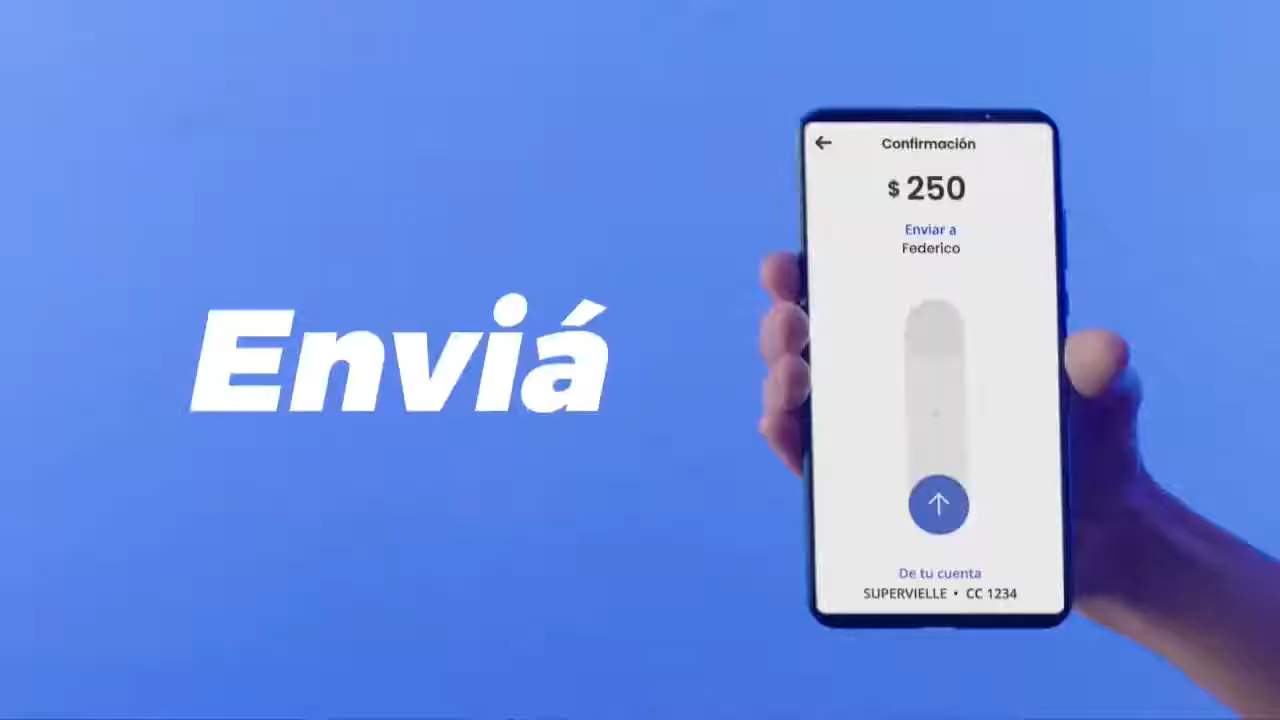 Enviá
Confirmación
$ 250
Enviar a
Federico
De tu cuenta
SUPERVIELLE • CC 1234